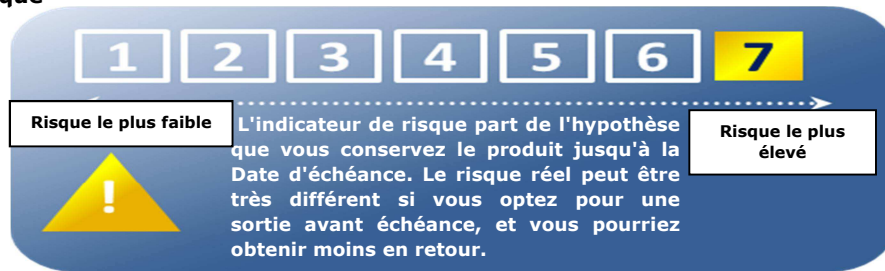 1 2 3 4 5 6 7
Risque le plus faible
L'indicateur de risque part de l'hypothèse
que vous conservez le produit jusqu'à la
Date d'échéance. Le risque réel peut être
très différent si vous optez pour une
sortie avant échéance, et vous pourriez
obtenir moins en retour.
Risque le plus
élevé
!